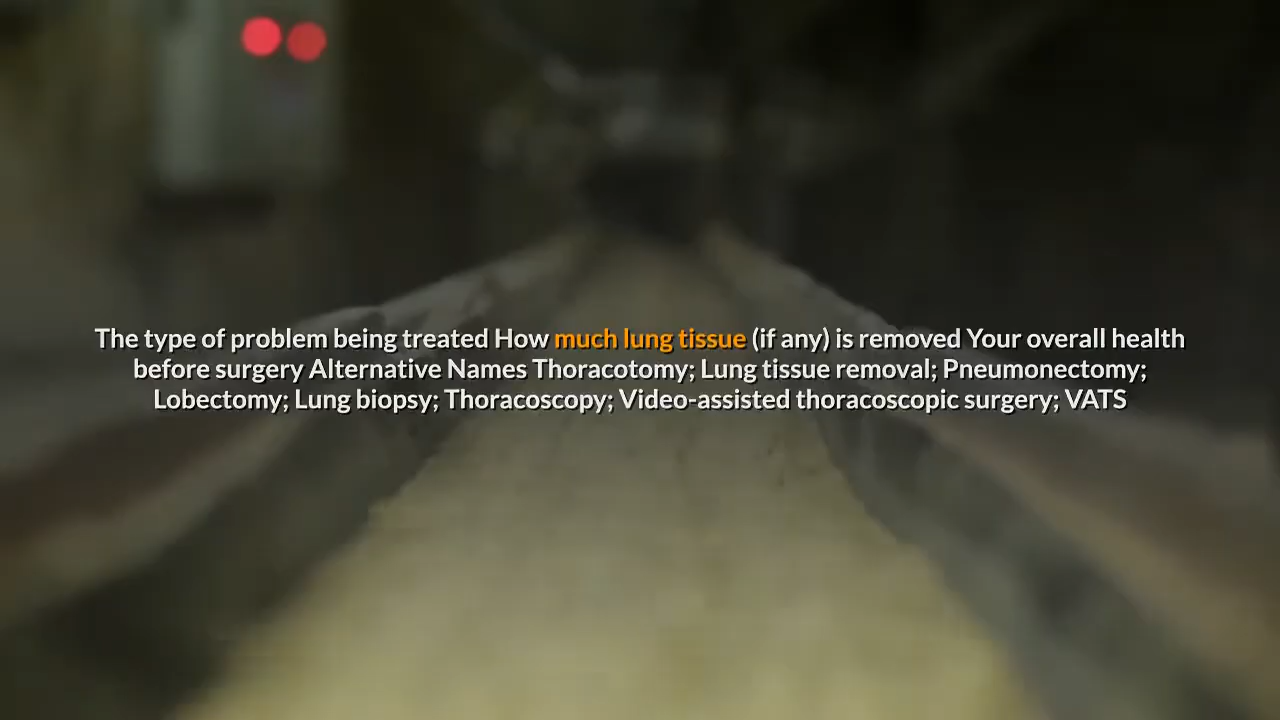 The type of problem being treated How much lung tissue (if any) is removed Your overall health
before surgery Alternative Names Thoracotomy; Lung tissue removal; Pneumonectomy;
Lobectomy; Lung biopsy; Thoracoscopy; Video-assisted thoracoscopic surgery; VATS